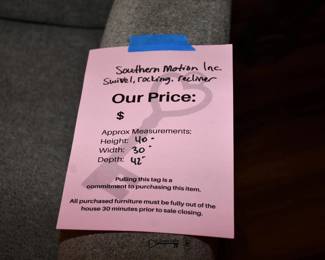 Southern Motion Inc.
Swivel, rocking, recliner
Our Price:
$
Approx Measurements:
Height: 40"
Width: 30"
Depth: 42"
Pulling this tag is a
commitment to purchasing this item.
All purchased furniture must be fully out of the
house 30 minutes prior to sale closing.